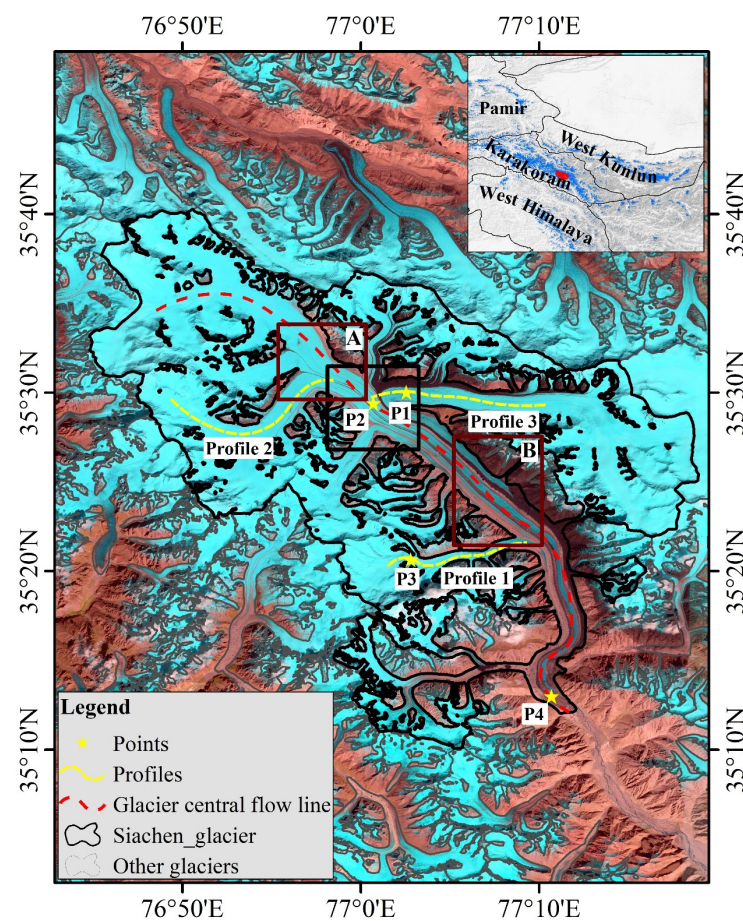 76°50'E 77°0'E 77°10'E
Pamir
West Kunlun
Karakoram
West Himalaya
35°40'N 35°40'N
A
35°30'N 35°30'N
P2 P1
Profile 3
Profile 2
B
35°20'N 35°20'N
P3
Profile 1
P4
Legend
Points
Profiles
Glacier central flow line
Siachen_glacier
Other glaciers
35°10'N 35°10'N
76°50'E 77°0'E 77°10'E